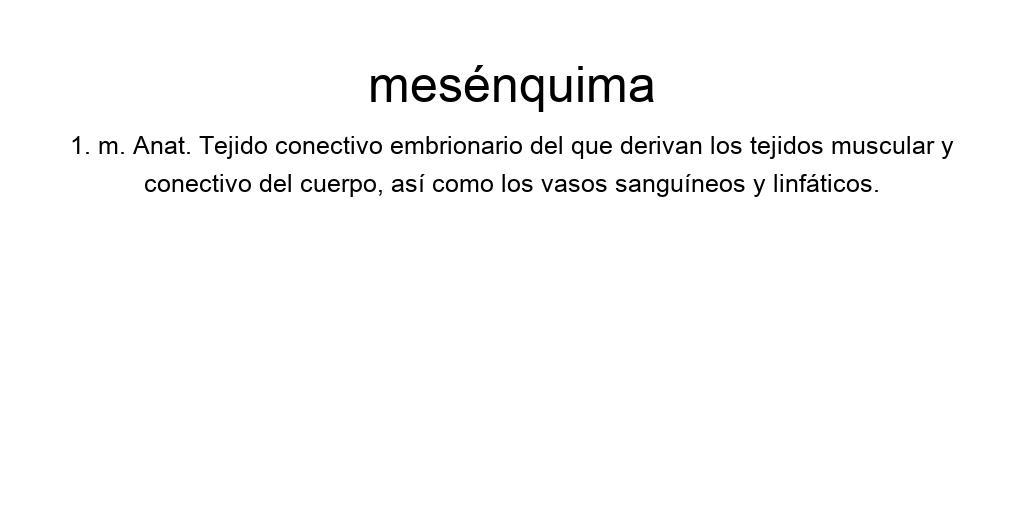 mesénquima
1. m. Anat. Tejido conectivo embrionario del que derivan los tejidos muscular y
conectivo del cuerpo, así como los vasos sanguíneos y linfáticos.